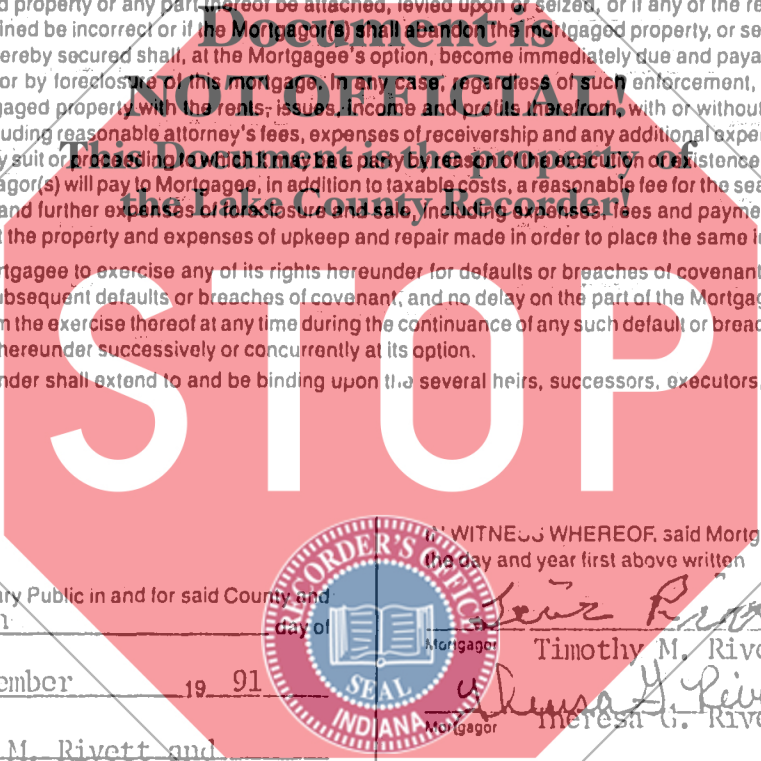 d property or any part thereof be attached, levied upon or seized, or if any of the re
ined be incorrect or if the Mortgagor(s) shall abandon the mortgaged property, or se
Document is
ereby secured shall, at the Mortgagee's option, become immediately due and paya
or by foreclosure of this mortgage. In any case, regardless of such enforcement,
NOT OFFICIAL!
gaged property with the rents, issues, income and profits therefrom, with or without
uding reasonable attorney's fees, expenses of receivership and any additional expe
This Document is the property of
y suit or proceeding to which it may be a party by reason of the execution or existence
agor(s) will pay to Mortgagee, in addition to taxable costs, a reasonable fee for the sea
the Lake County Recorder!
and further expenses of foreclosure and sale, including expenses, fees and payme
t the property and expenses of upkeep and repair made in order to place the same i
rtgagee to exercise any of its rights hereunder for defaults or breaches of covenant
ubsequent defaults or breaches of covenant, and no delay on the part of the Mortgag
m the exercise thereof at any time during the continuance of any such default or breac
hereunder successively or concurrently at its option.
nder shall extend to and be binding upon the several heirs, successors, executors,
STOP
IN WITNESS WHEREOF, said Mortg
the day and year first above written
RECORDER'S OFFICE
SEAL
INDIANA
ary Public in and for said County and
day of
Mortgagor Timothy M. Rive
ember 19 91
Theresa G. Rive
Mortgagor Theresa G. Rive
M. Rivett and